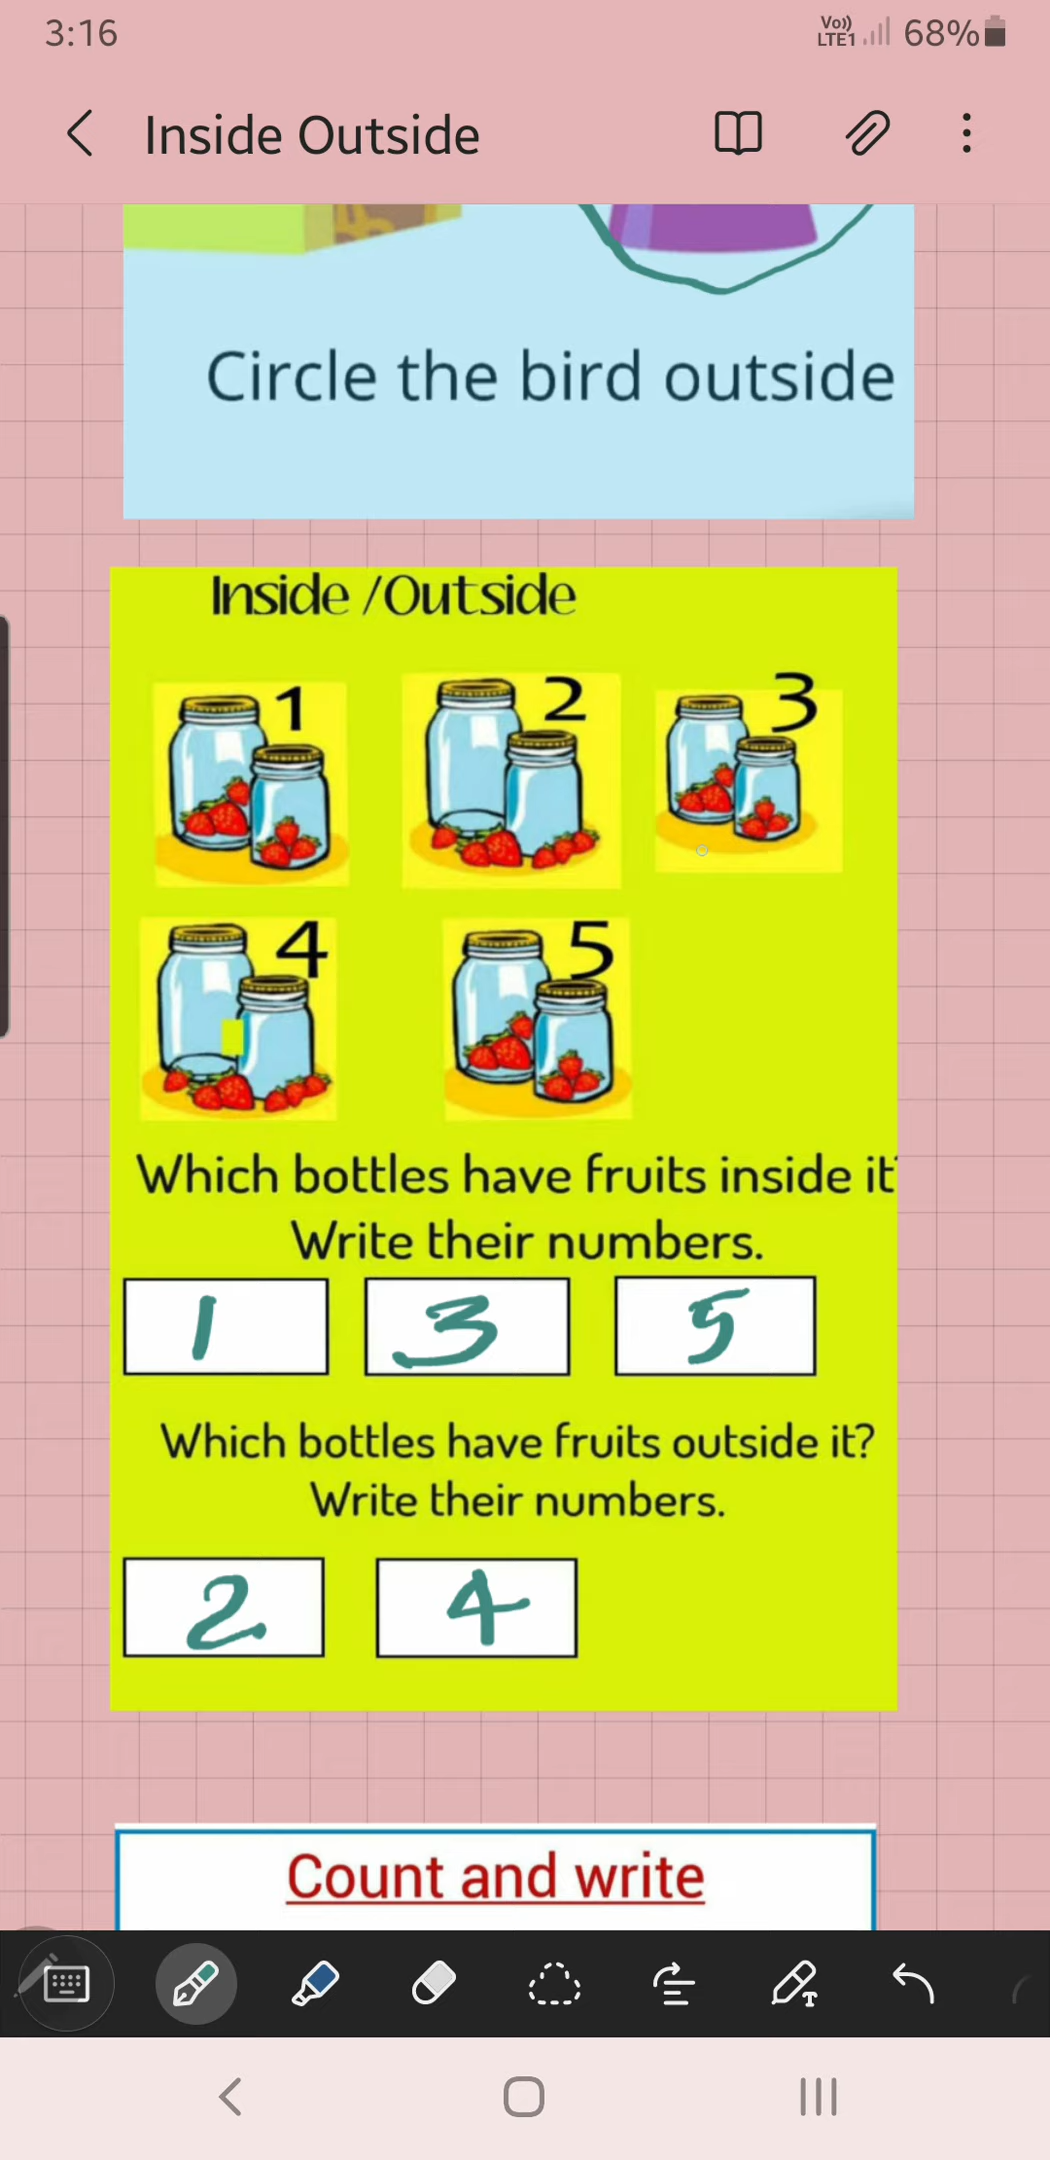 3:16
Vo)) LTE1 68%
Inside Outside
Circle the bird outside
Inside /Outside
1 2 3
4 5
Which bottles have fruits inside it
Write their numbers.
1 3 5
Which bottles have fruits outside it?
Write their numbers.
2 4
Count and write